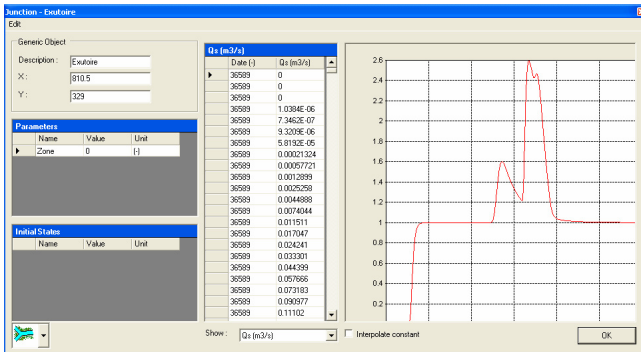 Junction - Exutoire
Edit
Generic Object
Description : Exutoire
X : 810.5
Y : 329
Parameters
Name Value Unit
Zone 0 (-)
Initial States
Name Value Unit
Qs (m3/s)
Date (-) Qs (m3/s)
36589 0
36589 0
36589 0
36589 1.0384E-06
36589 7.3462E-07
36589 9.3209E-06
36589 5.8192E-05
36589 0.00021324
36589 0.00057721
36589 0.0012899
36589 0.0025258
36589 0.0044888
36589 0.0074044
36589 0.011511
36589 0.017047
36589 0.024241
36589 0.033301
36589 0.044399
36589 0.057666
36589 0.073183
36589 0.090977
36589 0.11102
2.6
2.4
2.2
2
1.8
1.6
1.4
1.2
1
0.8
0.6
0.4
0.2
Show : Qs (m3/s)
Interpolate constant
OK